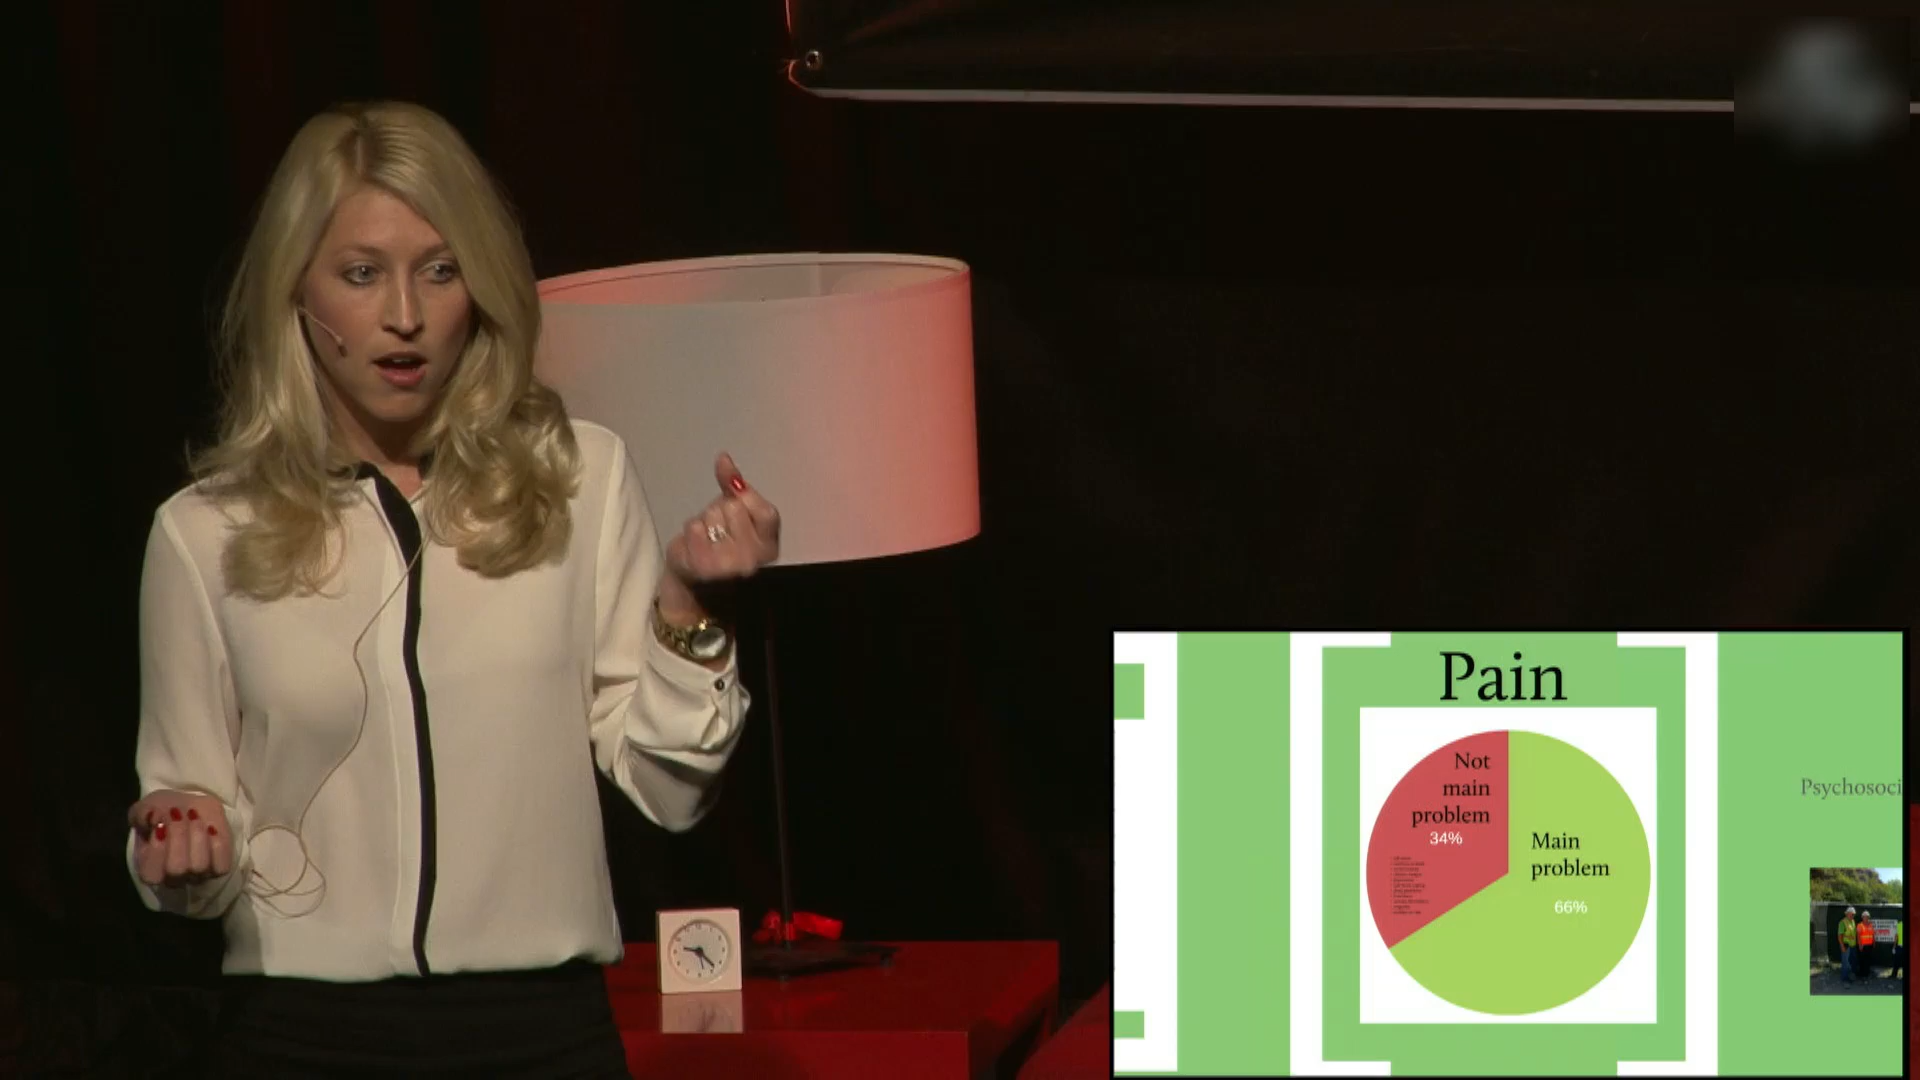 Pain
Not
main
problem
34%
Main
problem
66%
Psychosoci